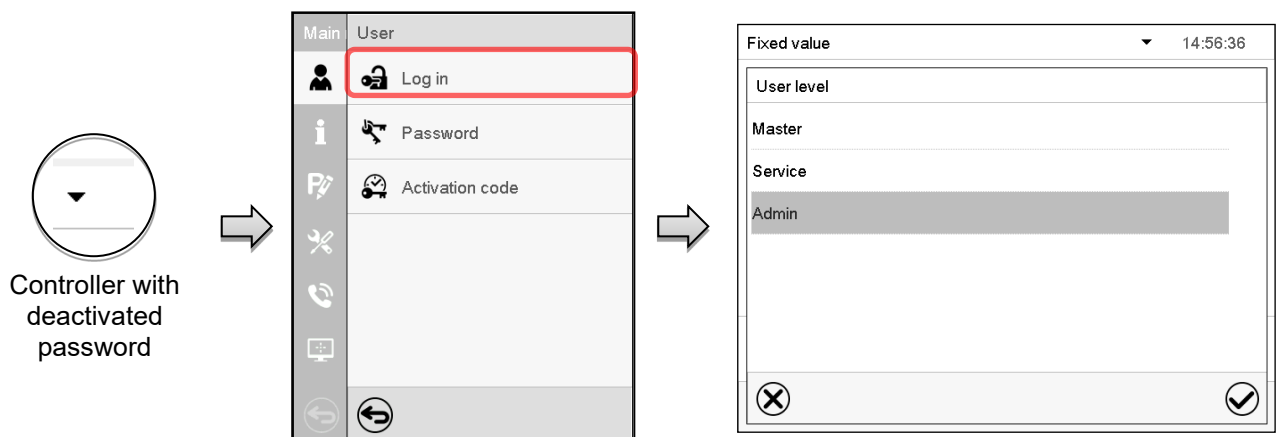 Controller with
deactivated
password
Main
User
Log in
Password
Activation code
Fixed value
14:56:36
User level
Master
Service
Admin